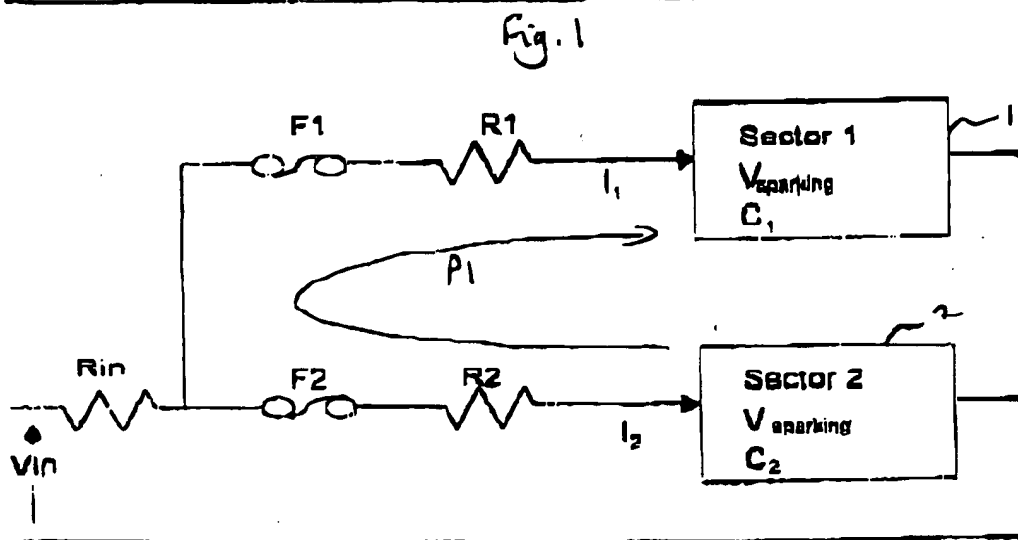 Fig. 1
F1
R1
I₁
Sector 1
Vsparking
C₁
1
P1
Rin
Vin
F2
R2
I₂
Sector 2
V sparking
C₂
2